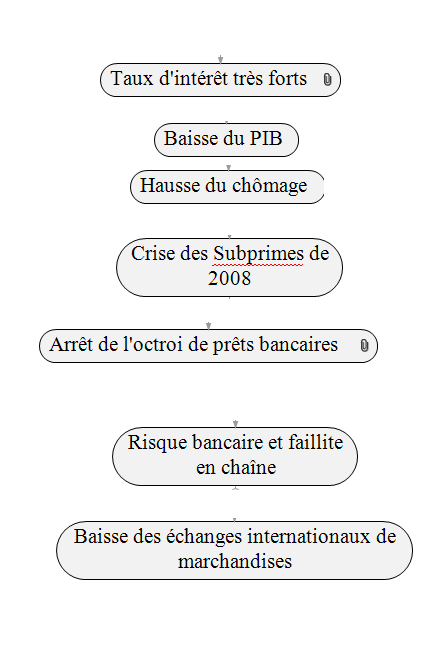 Taux d'intérêt très forts
Baisse du PIB
Hausse du chômage
Crise des Subprimes de
2008
Arrêt de l'octroi de prêts bancaires
Risque bancaire et faillite
en chaîne
Baisse des échanges internationaux de
marchandises